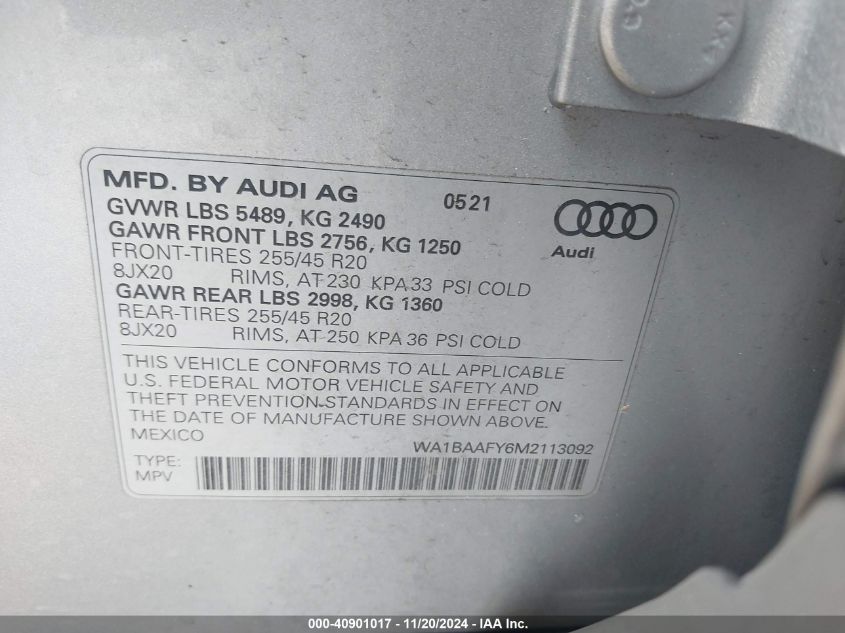 MFD. BY AUDI AG 0521
GVWR LBS 5489, KG 2490
GAWR FRONT LBS 2756, KG 1250
FRONT-TIRES 255/45 R20
8JX20 RIMS, AT 230 KPA 33 PSI COLD
GAWR REAR LBS 2998, KG 1360
REAR-TIRES 255/45 R20
8JX20 RIMS, AT 250 KPA 36 PSI COLD
Audi
THIS VEHICLE CONFORMS TO ALL APPLICABLE
U.S. FEDERAL MOTOR VEHICLE SAFETY AND
THEFT PREVENTION STANDARDS IN EFFECT ON
THE DATE OF MANUFACTURE SHOWN ABOVE.
MEXICO
WA1BAAFY6M2113092
TYPE:
MPV
000-40901017 - 11/20/2024 - IAA Inc.